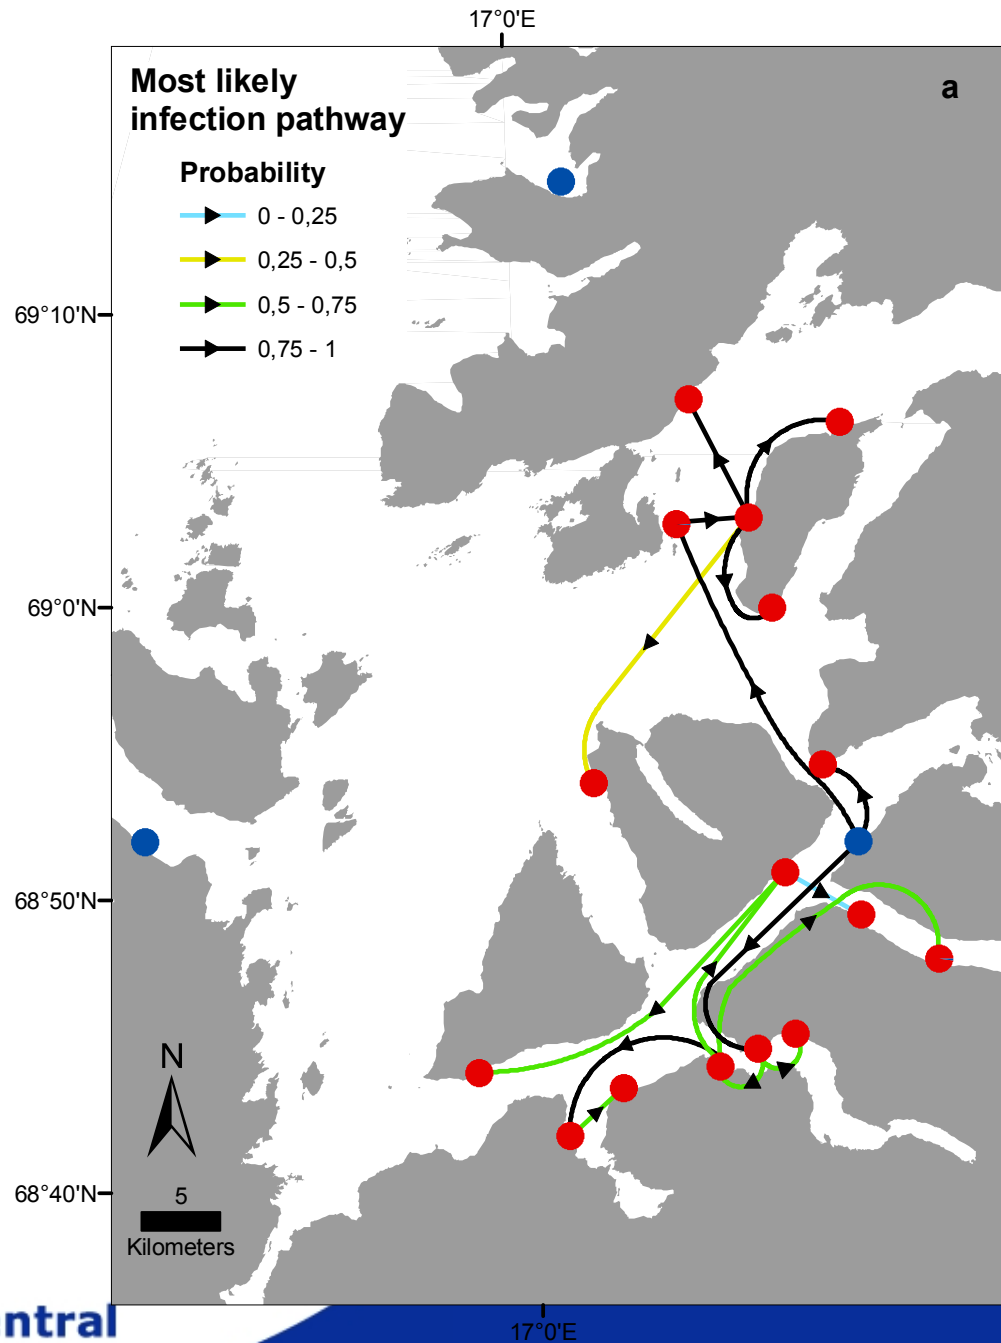 17°0'E
Most likely
infection pathway
a
Probability
0 - 0,25
0,25 - 0,5
0,5 - 0,75
0,75 - 1
69°10'N
69°0'N
68°50'N
68°40'N
N
5
Kilometers
ntral
17°0'E